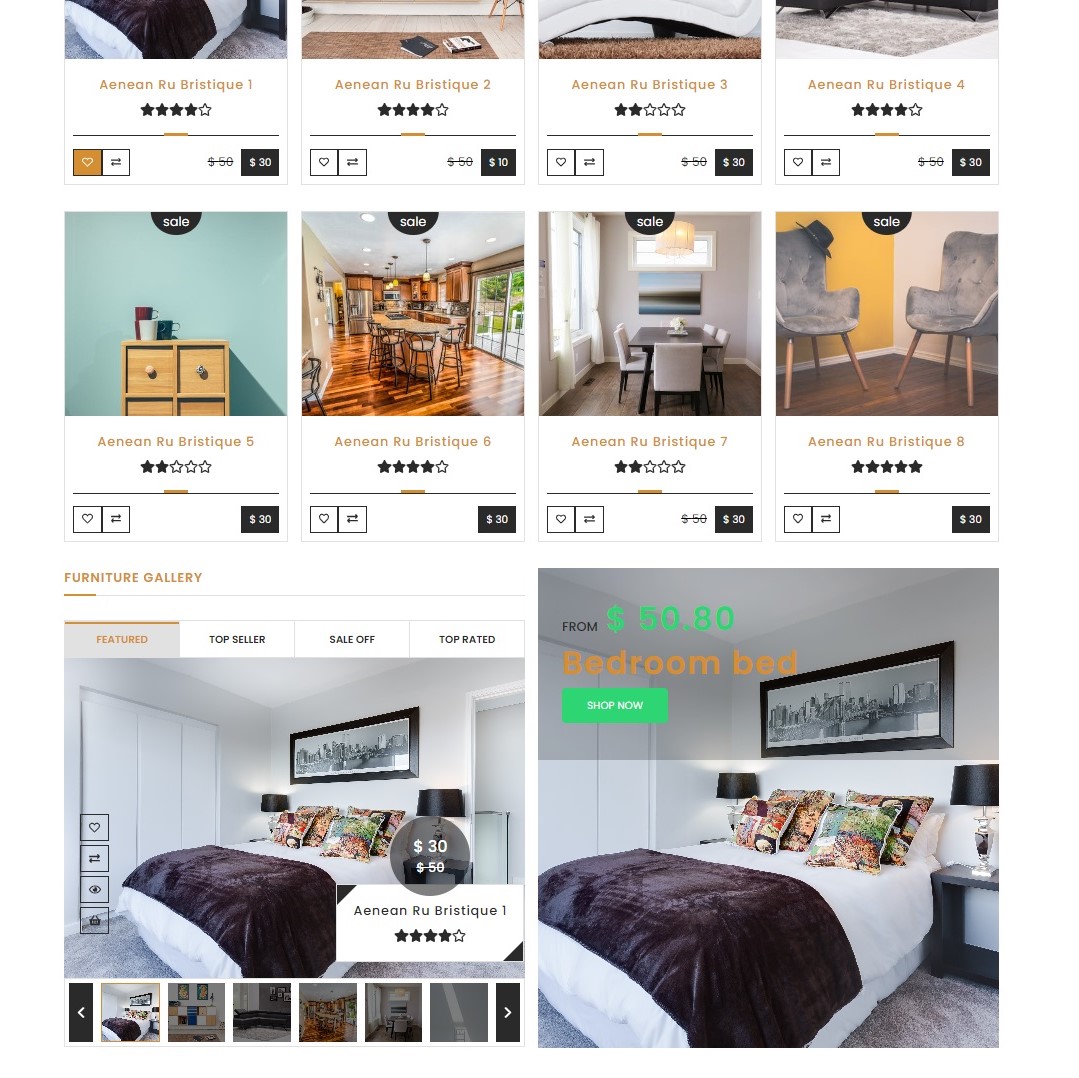 Aenean Ru Bristique 1
Aenean Ru Bristique 2
Aenean Ru Bristique 3
Aenean Ru Bristique 4
$ 50 $ 30
$ 50 $ 10
$ 50 $ 30
$ 50 $ 30
sale
sale
sale
sale
Aenean Ru Bristique 5
Aenean Ru Bristique 6
Aenean Ru Bristique 7
Aenean Ru Bristique 8
$ 30
$ 30
$ 50 $ 30
$ 30
FURNITURE GALLERY
FEATURED
TOP SELLER
SALE OFF
TOP RATED
$ 30
$ 50
Aenean Ru Bristique 1
FROM $ 50.80
Bedroom bed
SHOP NOW